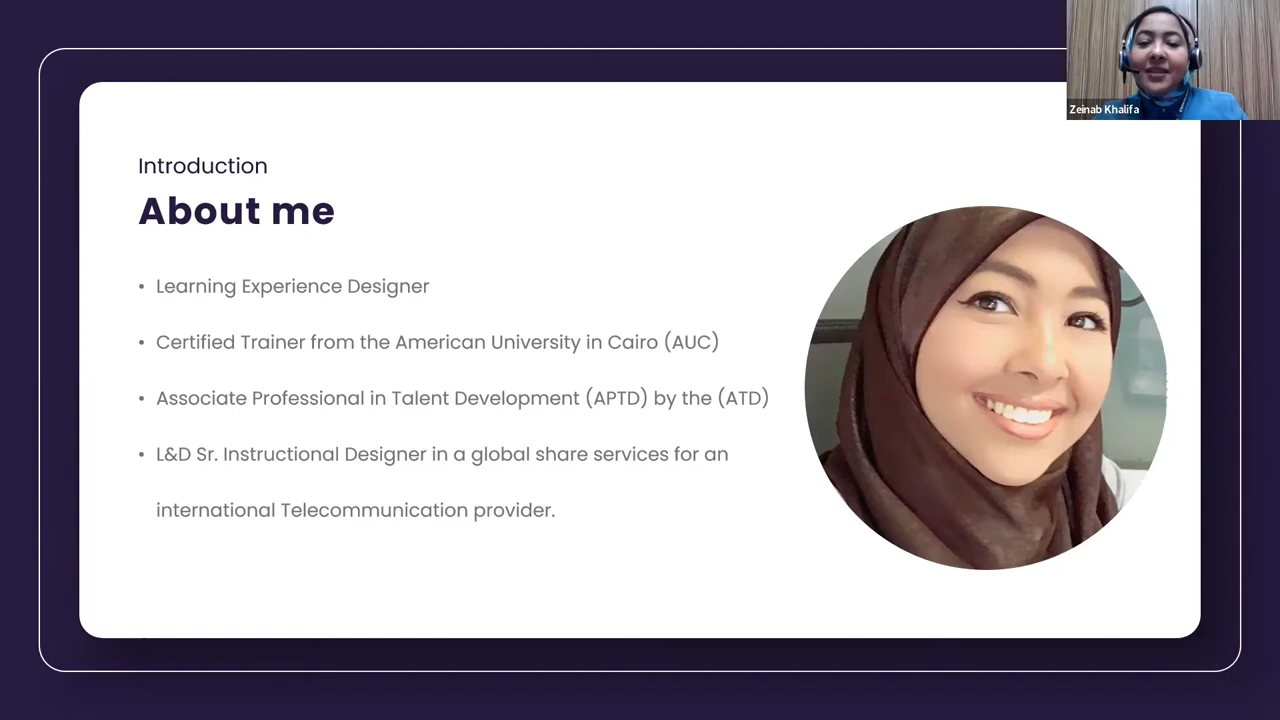 Zeinab Khalifa
Introduction
About me
• Learning Experience Designer
• Certified Trainer from the American University in Cairo (AUC)
• Associate Professional in Talent Development (APTD) by the (ATD)
• L&D Sr. Instructional Designer in a global share services for an
international Telecommunication provider.